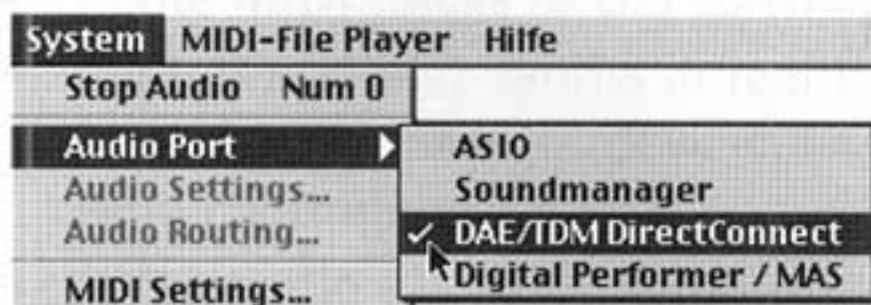 System MIDI-File Player Hilfe
Stop Audio Num 0
Audio Port
Audio Settings...
Audio Routing...
MIDI Settings...
ASIO
Soundmanager
DAE/TDM DirectConnect
Digital Performer / MAS